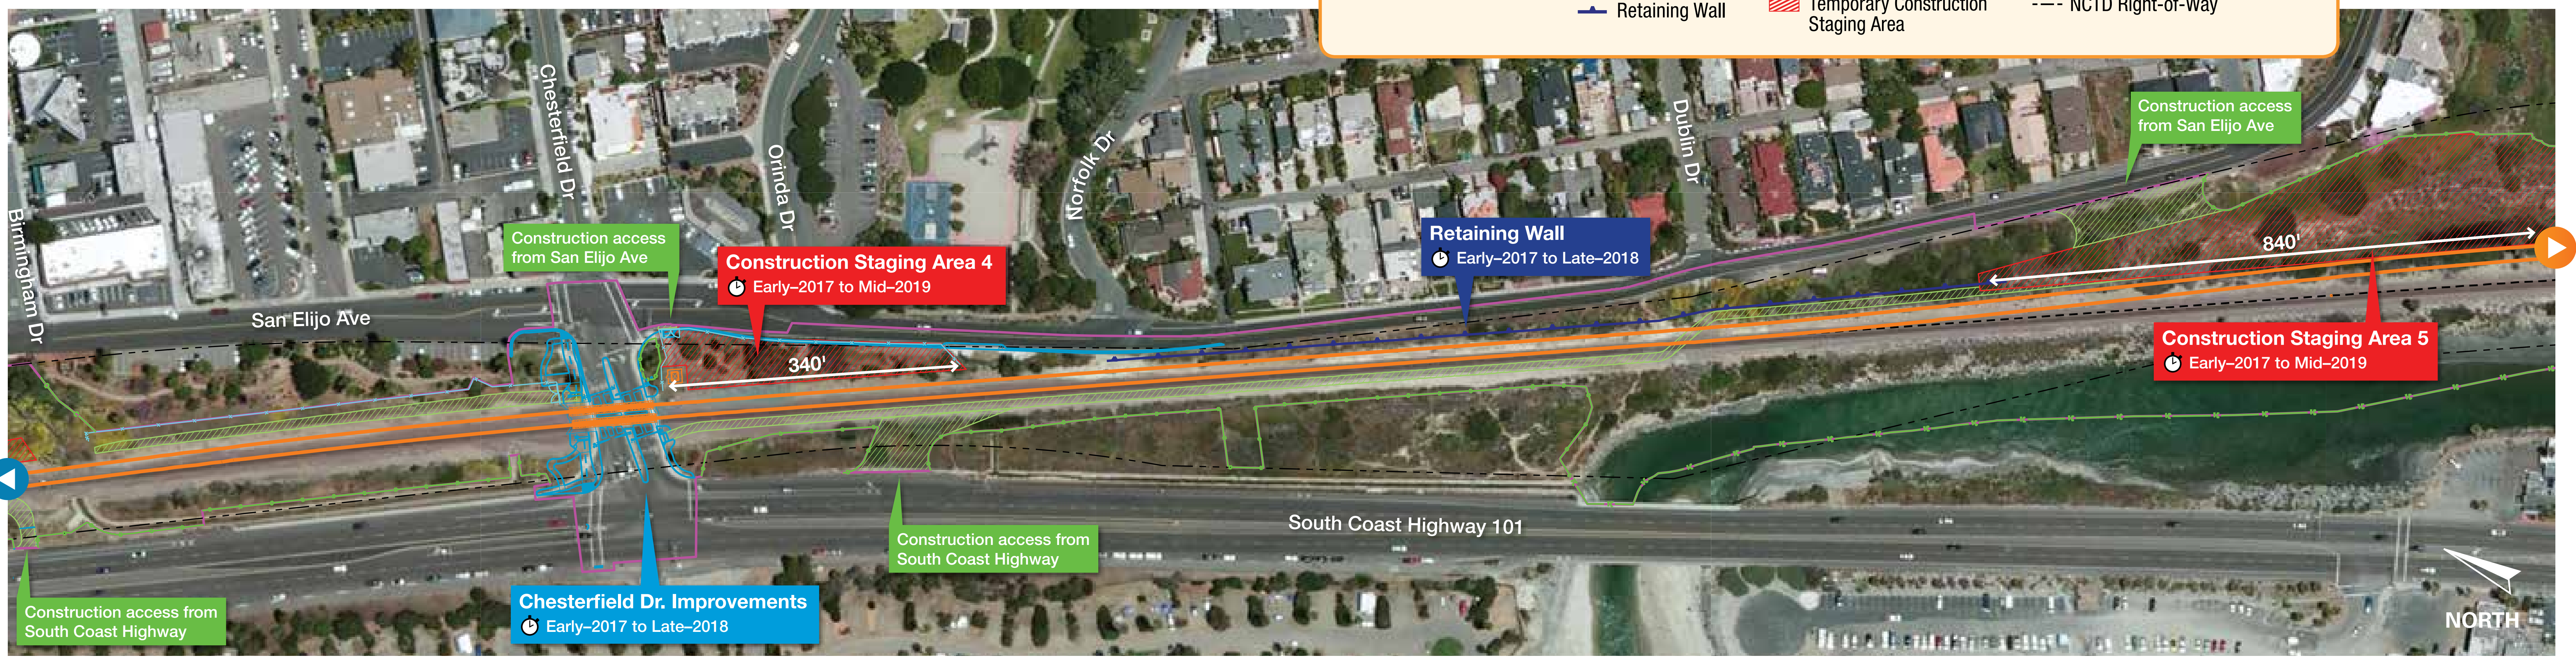 Retaining Wall
Temporary Construction
Staging Area
NCTD Right-of-Way
Chesterfield Dr
Orinda Dr
Norfolk Dr
Dublin Dr
Birmingham Dr
Construction access
from San Elijo Ave
Construction access
from San Elijo Ave
Construction Staging Area 4
Early–2017 to Mid–2019
Retaining Wall
Early–2017 to Late–2018
840'
San Elijo Ave
340'
Construction Staging Area 5
Early–2017 to Mid–2019
South Coast Highway 101
Construction access from
South Coast Highway
Chesterfield Dr. Improvements
Early–2017 to Late–2018
Construction access from
South Coast Highway
NORTH